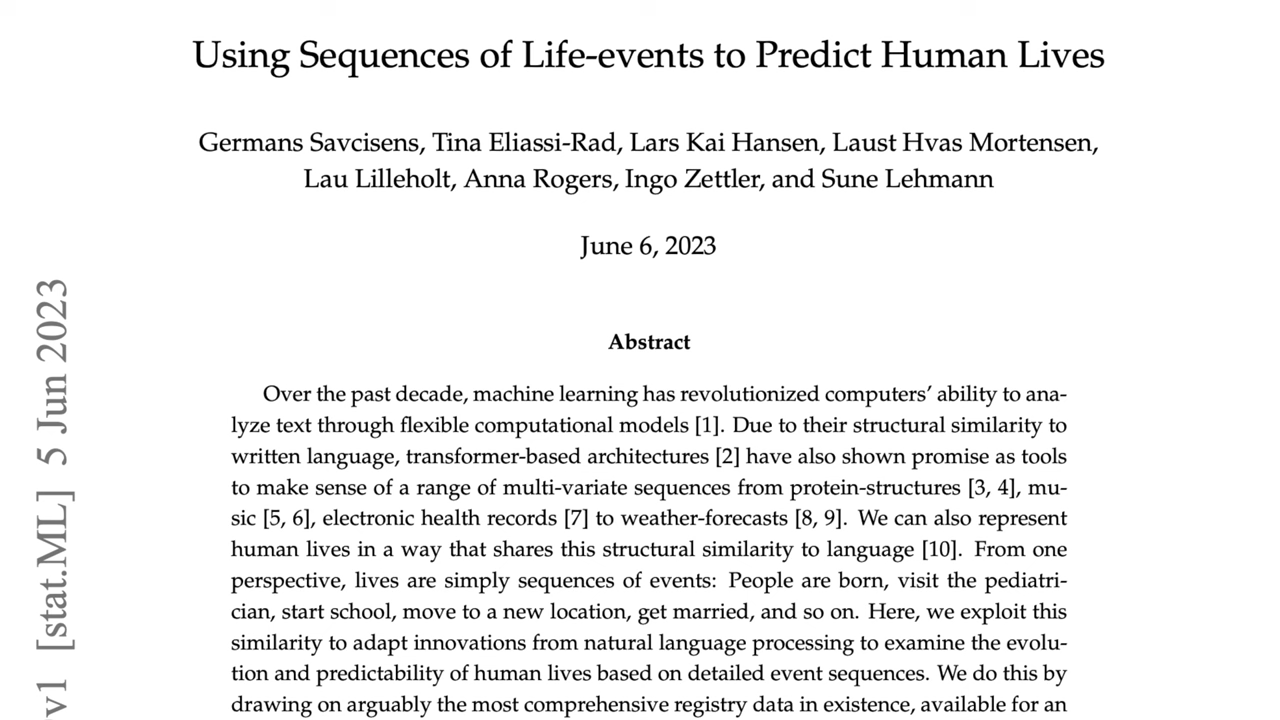 Using Sequences of Life-events to Predict Human Lives
Germans Savcisens, Tina Eliassi-Rad, Lars Kai Hansen, Laust Hvas Mortensen,
Lau Lilleholt, Anna Rogers, Ingo Zettler, and Sune Lehmann
June 6, 2023
Abstract
Over the past decade, machine learning has revolutionized computers' ability to ana-
lyze text through flexible computational models [1]. Due to their structural similarity to
written language, transformer-based architectures [2] have also shown promise as tools
to make sense of a range of multi-variate sequences from protein-structures [3, 4], mu-
sic [5, 6], electronic health records [7] to weather-forecasts [8, 9]. We can also represent
human lives in a way that shares this structural similarity to language [10]. From one
perspective, lives are simply sequences of events: People are born, visit the pediatri-
cian, start school, move to a new location, get married, and so on. Here, we exploit this
similarity to adapt innovations from natural language processing to examine the evolu-
tion and predictability of human lives based on detailed event sequences. We do this by
drawing on arguably the most comprehensive registry data in existence, available for an
v1 [stat.ML] 5 Jun 2023